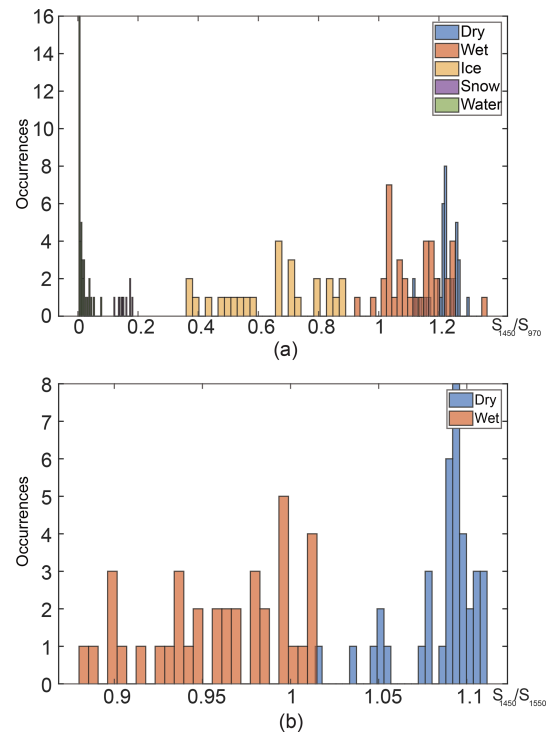 16
14
12
10
8
6
4
2
0
Occurrences
Dry
Wet
Ice
Snow
Water
0 0.2 0.4 0.6 0.8 1 1.2 S1450/S970
(a)
8
7
6
5
4
3
2
1
0
Occurrences
Dry
Wet
0.9 0.95 1 1.05 1.1 S1450/S1550
(b)